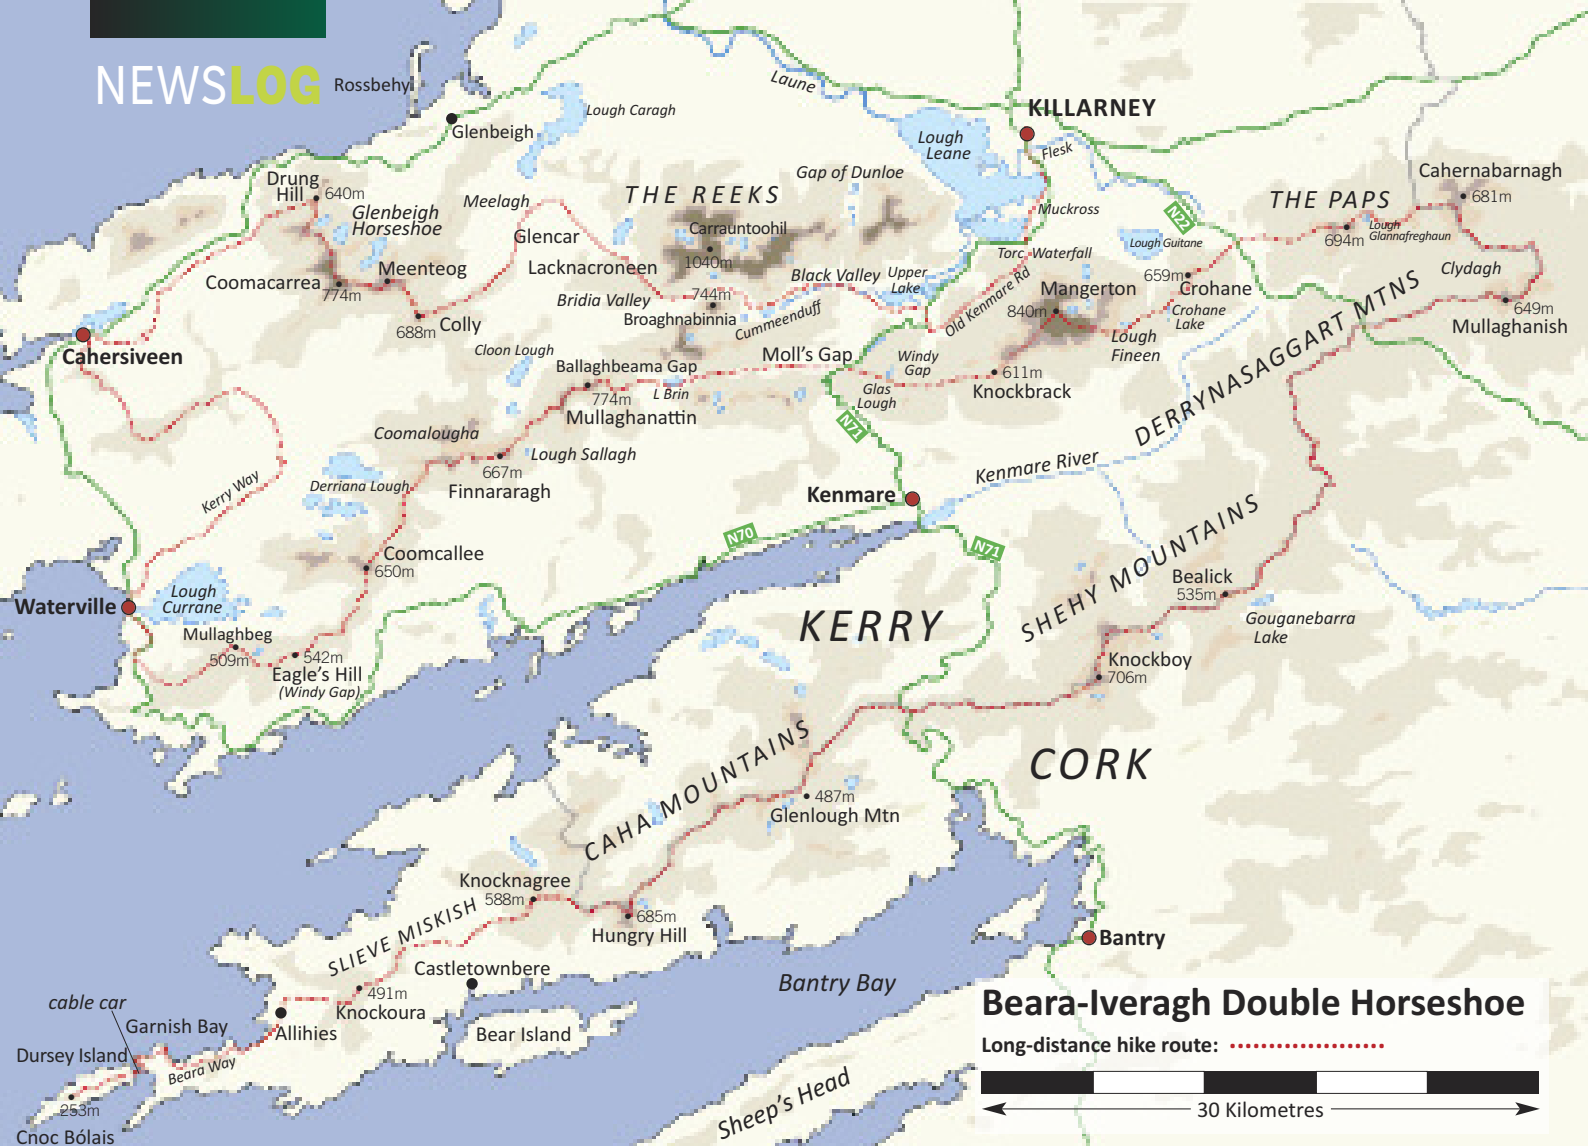 NEWSLOG
Rossbehy
Glenbeigh
Lough Caragh
Laune
KILLARNEY
Lough
Leane
Flesk
Drung
Hill
640m
Glenbeigh
Horseshoe
Meelagh
THE REEKS
Gap of Dunloe
Muckross
N22
THE PAPS
Cahernabarnagh
681m
694m
Lough
Glannafreghaun
Glencar
Carrauntoohil
1040m
Torc Waterfall
Lough Guitane
Clydagh
Coomacarrea
774m
Meenteog
Lacknacroneen
Black Valley
Upper
Lake
659m
Crohane
Mangerton
840m
Old Kenmare Rd
Bridia Valley
744m
Broaghnabinnia
Cummeenduff
Crohane
Lake
649m
Mullaghanish
688m
Colly
Lough
Fineen
DERRYNASAGGART MTNS
Cahersiveen
Cloon Lough
Ballaghbeama Gap
Moll's Gap
Windy
Gap
611m
Knockbrack
774m
Mullaghanattin
L Brin
Glas
Lough
N71
Coomalougha
Lough Sallagh
667m
Finnararagh
Derriana Lough
Kerry Way
Kenmare River
Kenmare
N70
N71
SHEHY MOUNTAINS
Coomcallee
650m
Bealick
535m
Gouganebarra
Lake
Lough
Currane
Waterville
Mullaghbeg
509m
542m
Eagle's Hill
(Windy Gap)
KERRY
Knockboy
706m
CORK
CAHA MOUNTAINS
487m
Glenlough Mtn
Knocknagree
588m
685m
Hungry Hill
SLIEVE MISKISH
Bantry
Castletownbere
Bantry Bay
491m
Knockoura
cable car
Garnish Bay
Allihies
Bear Island
Dursey Island
Beara Way
253m
Cnoc Bólais
Sheep's Head
Beara-Iveragh Double Horseshoe
Long-distance hike route:
30 Kilometres